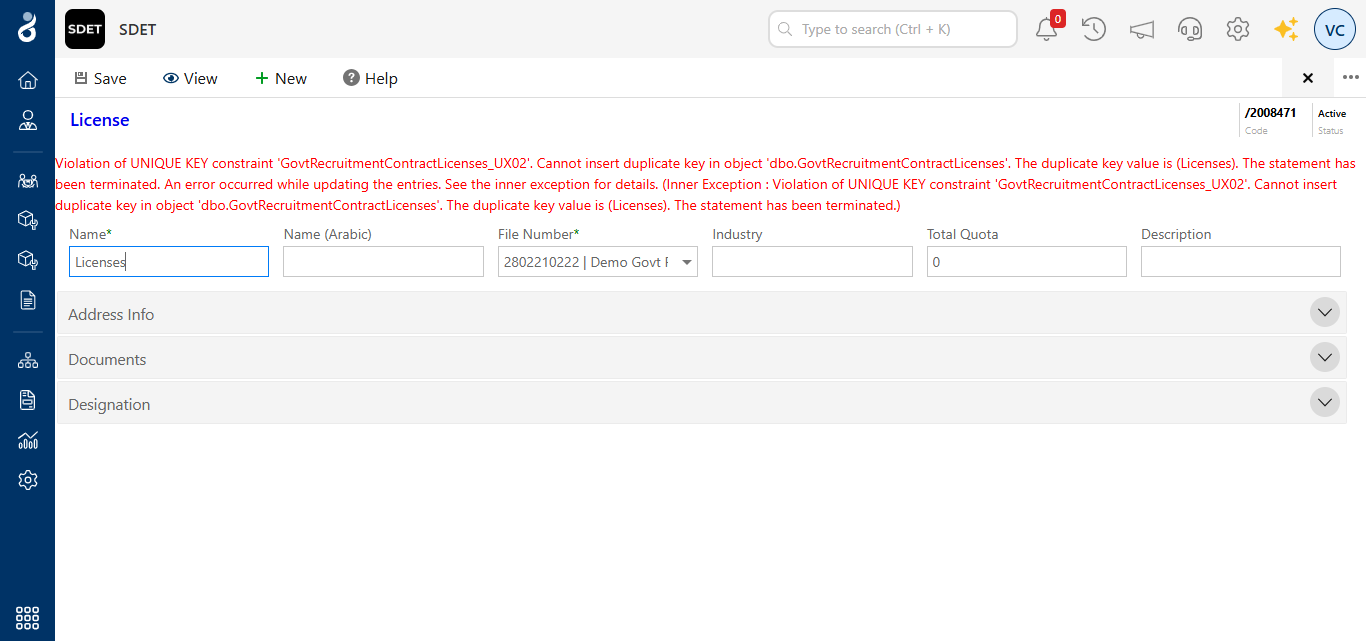 SDET
SDET
Type to search (Ctrl + K)
0
VC
Save
View
New
Help
License
/2008471
Code
Active
Status
Violation of UNIQUE KEY constraint 'GovtRecruitmentContractLicenses_UX02'. Cannot insert duplicate key in object 'dbo.GovtRecruitmentContractLicenses'. The duplicate key value is (Licenses). The statement has
been terminated. An error occurred while updating the entries. See the inner exception for details. (Inner Exception : Violation of UNIQUE KEY constraint 'GovtRecruitmentContractLicenses_UX02'. Cannot insert
duplicate key in object 'dbo.GovtRecruitmentContractLicenses'. The duplicate key value is (Licenses). The statement has been terminated.)
Name*
Name (Arabic)
File Number*
Industry
Total Quota
Description
Licenses
2802210222 | Demo Govt
0
Address Info
Documents
Designation